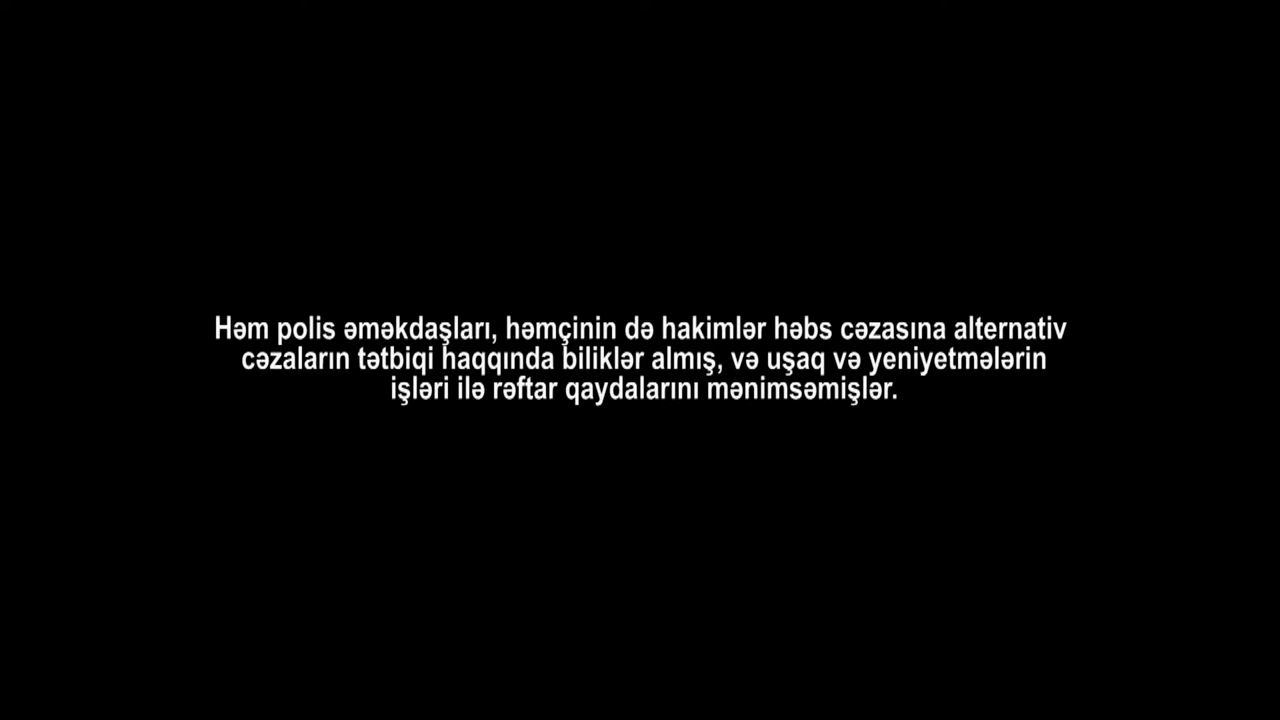 Həm polis əməkdaşları, həmçinin də hakimlər həbs cəzasına alternativ
cəzaların tətbiqi haqqında biliklər almış, və uşaq və yeniyetmələrin
işləri ilə rəftar qaydalarını mənimsəmişlər.